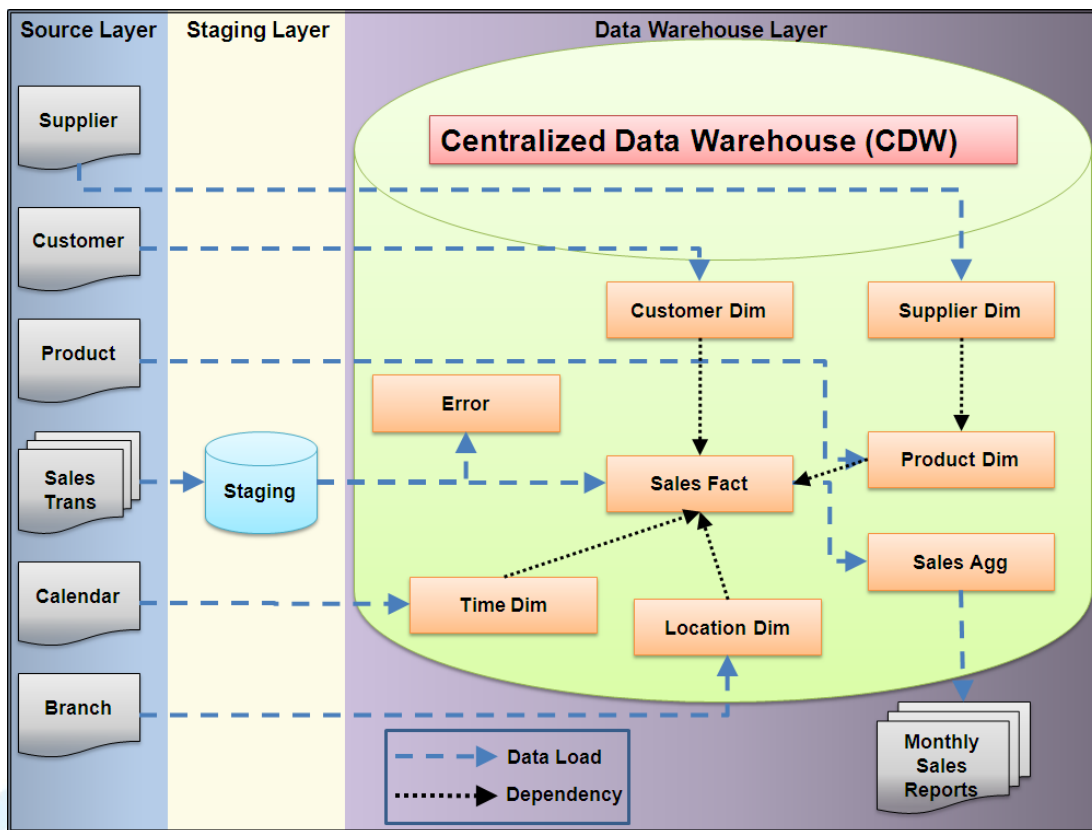 Source Layer
Staging Layer
Data Warehouse Layer
Centralized Data Warehouse (CDW)
Supplier
Customer
Product
Sales
Trans
Calendar
Branch
Staging
Customer Dim
Supplier Dim
Error
Sales Fact
Product Dim
Sales Agg
Time Dim
Location Dim
Monthly
Sales
Reports
Data Load
Dependency